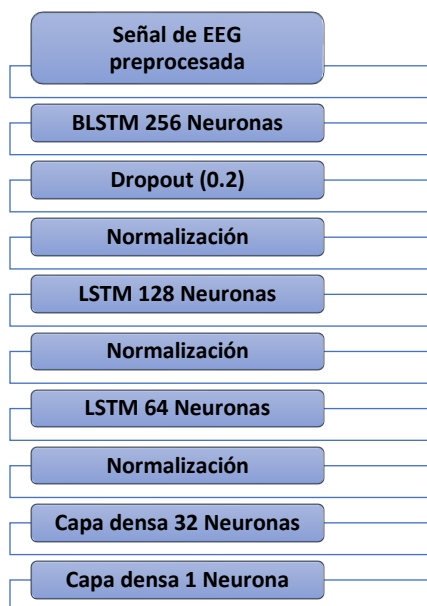 Señal de EEG
preprocesada
BLSTM 256 Neuronas
Dropout (0.2)
Normalización
LSTM 128 Neuronas
Normalización
LSTM 64 Neuronas
Normalización
Capa densa 32 Neuronas
Capa densa 1 Neurona